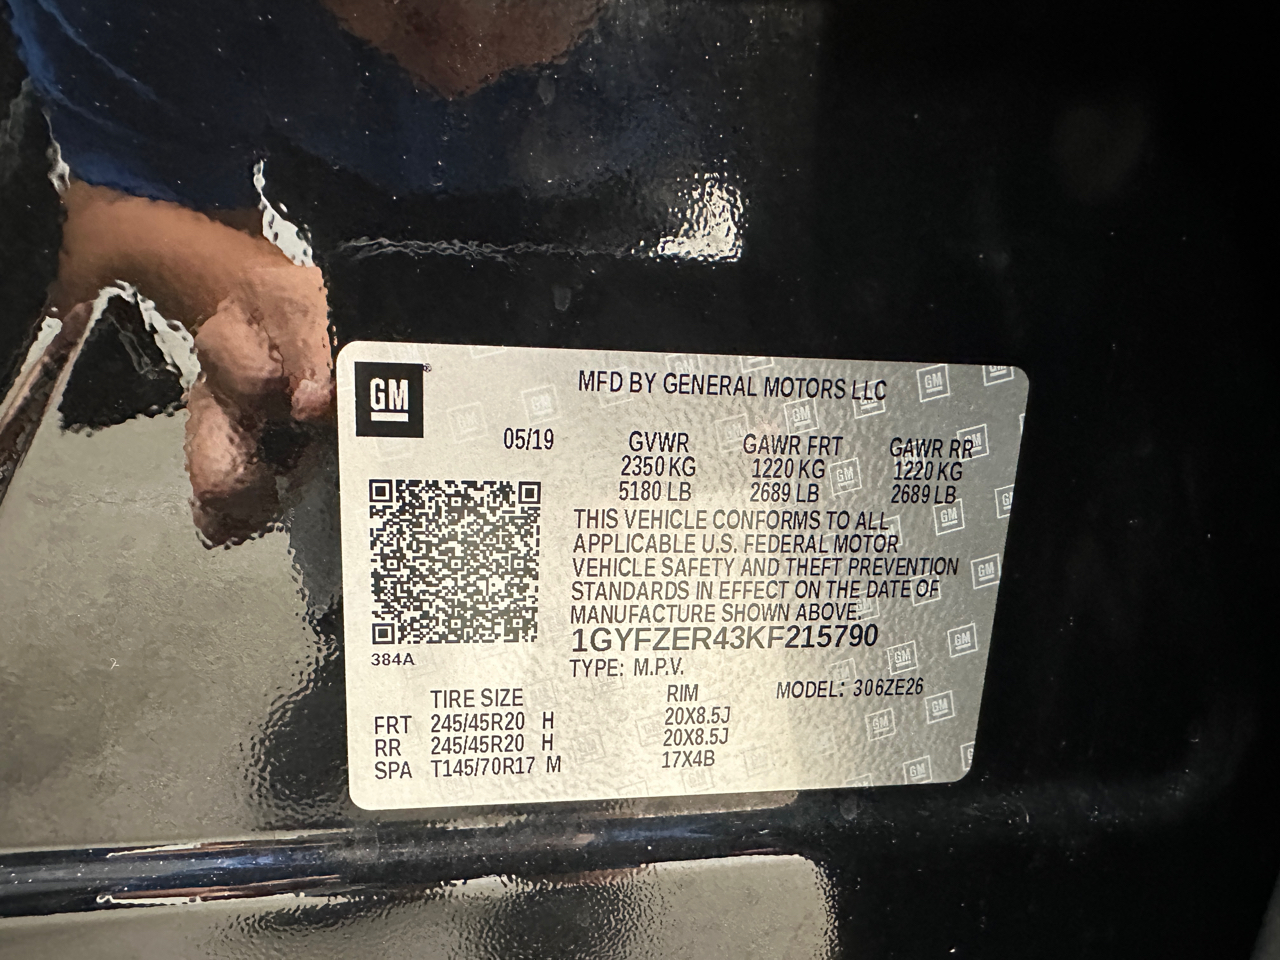 GM
MFD BY GENERAL MOTORS LLC
05/19 GVWR GAWR FRT GAWR RR
2350 KG 1220 KG 1220 KG
5180 LB 2689 LB 2689 LB
THIS VEHICLE CONFORMS TO ALL
APPLICABLE U.S. FEDERAL MOTOR
VEHICLE SAFETY AND THEFT PREVENTION
STANDARDS IN EFFECT ON THE DATE OF
MANUFACTURE SHOWN ABOVE.
1GYFZER43KF215790
384A
TYPE: M.P.V.
MODEL: 306ZE26
TIRE SIZE RIM
FRT 245/45R20 H 20X8.5J
RR 245/45R20 H 20X8.5J
SPA T145/70R17 M 17X4B